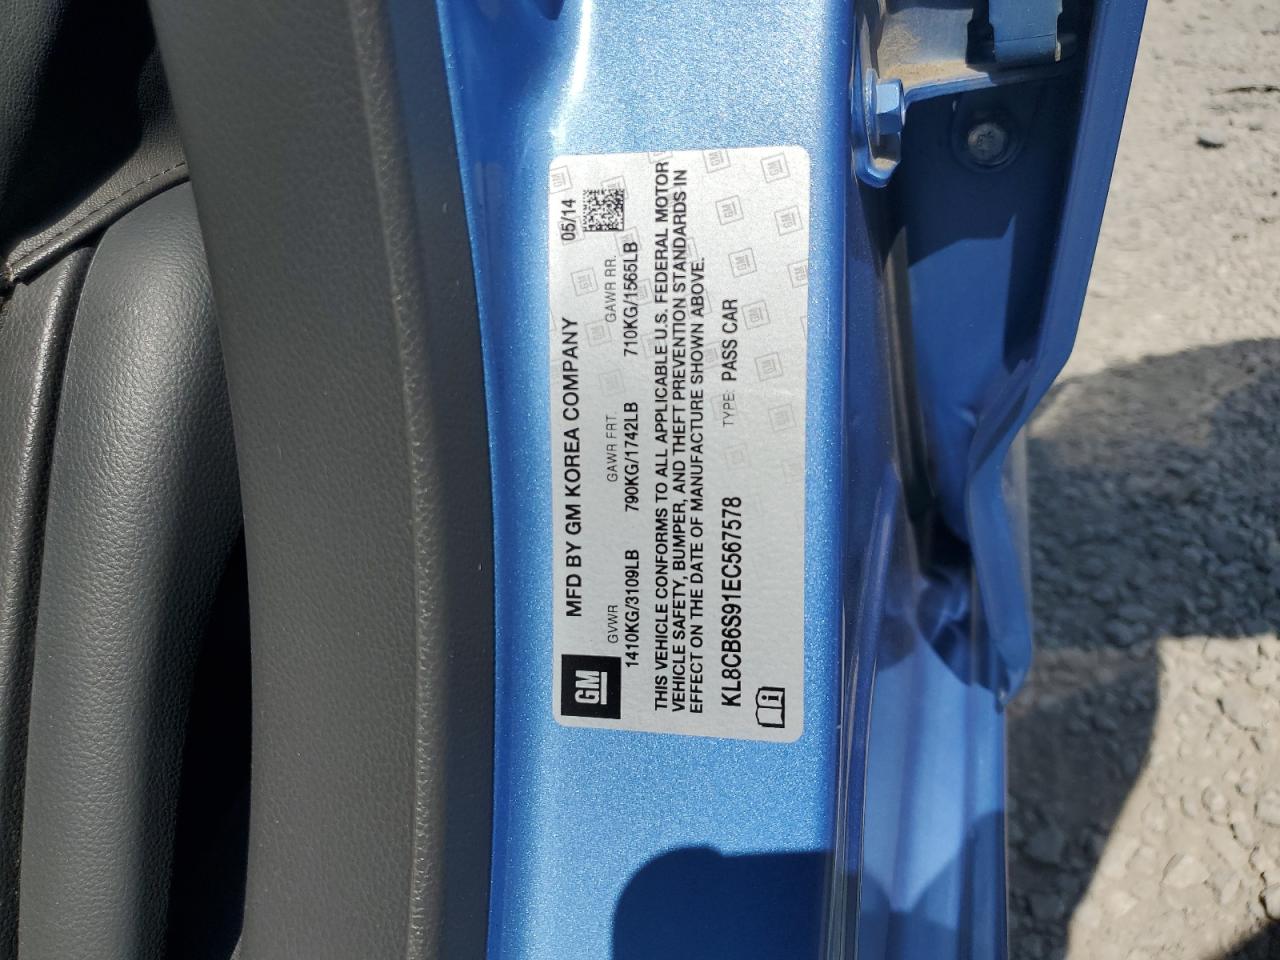 GM
MFD BY GM KOREA COMPANY 05/14
GVWR GAWR FRT. GAWR RR.
1410KG/3109LB 790KG/1742LB 710KG/1565LB
THIS VEHICLE CONFORMS TO ALL APPLICABLE U.S. FEDERAL MOTOR
VEHICLE SAFETY, BUMPER, AND THEFT PREVENTION STANDARDS IN
EFFECT ON THE DATE OF MANUFACTURE SHOWN ABOVE.
KL8CB6S91EC567578 TYPE: PASS CAR